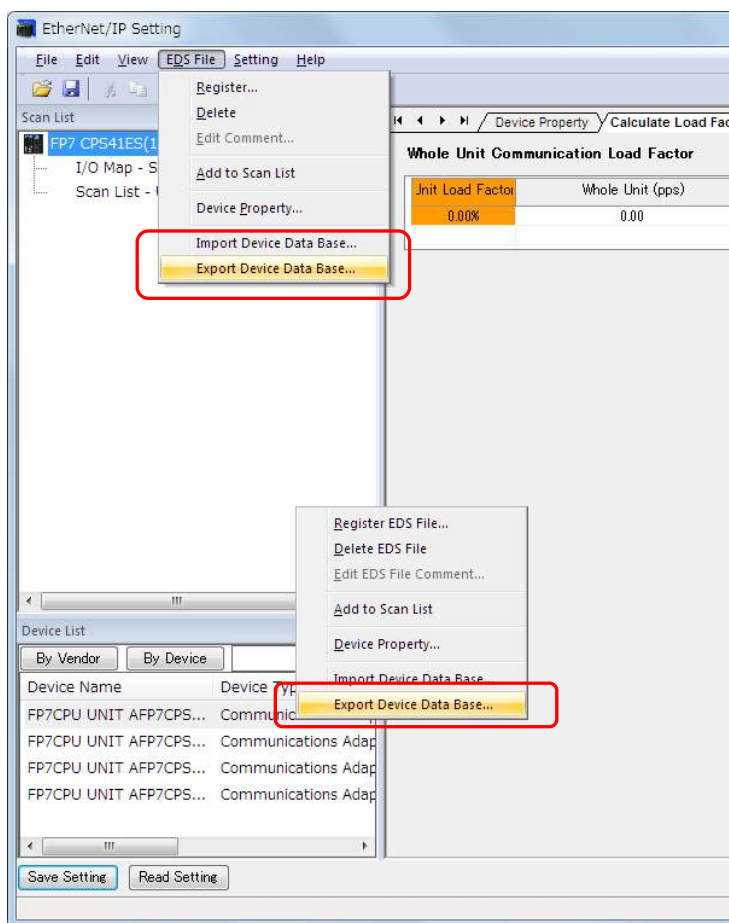 EtherNet/IP Setting
File Edit View EDS File Setting Help
Register...
Delete
Edit Comment...
Add to Scan List
Device Property...
Import Device Data Base...
Export Device Data Base...
Scan List
FP7 CPS41ES(1
I/O Map - S
Scan List -
Device Property Calculate Load Fac
Whole Unit Communication Load Factor
Unit Load Factor Whole Unit (pps)
0.00% 0.00
Register EDS File...
Delete EDS File
Edit EDS File Comment...
Add to Scan List
Device Property...
Import Device Data Base...
Export Device Data Base...
Device List
By Vendor By Device
Device Name Device Typ
FP7CPU UNIT AFP7CPS... Communic
FP7CPU UNIT AFP7CPS... Communications Adap
FP7CPU UNIT AFP7CPS... Communications Adap
FP7CPU UNIT AFP7CPS... Communications Adap
Save Setting Read Setting